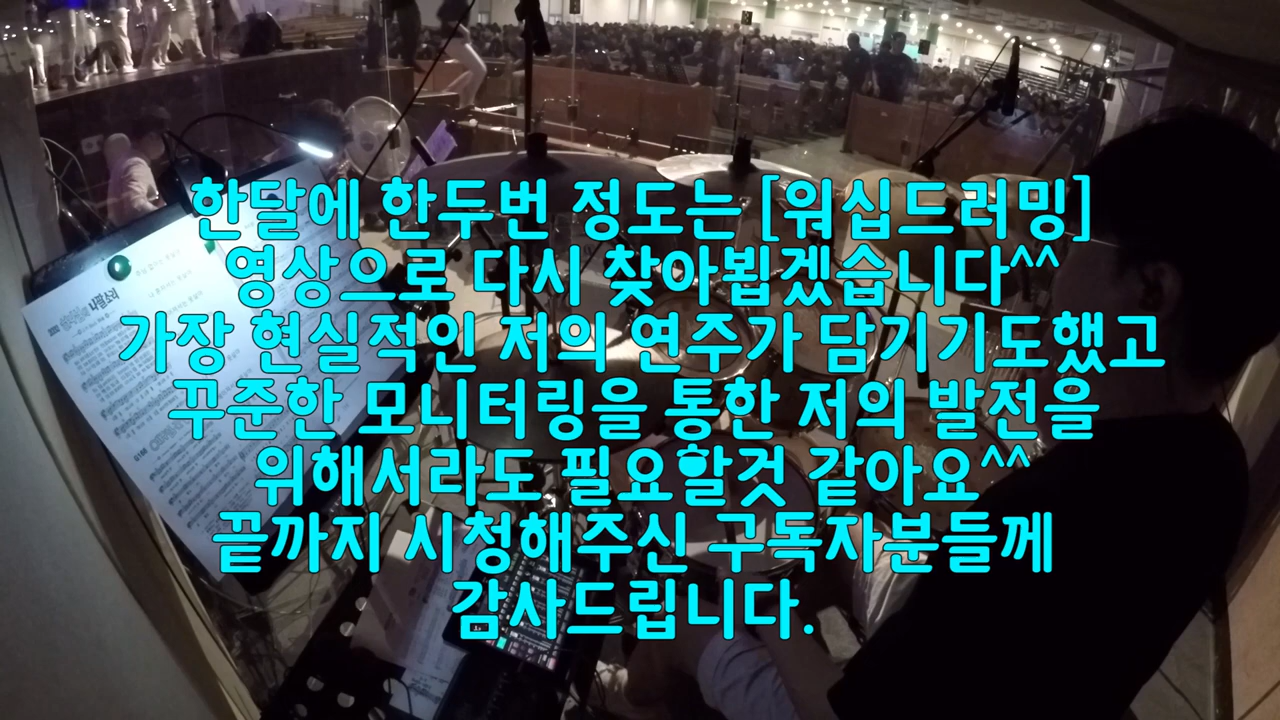 한달에 한두번 정도는 [워십드러밍]
영상으로 다시 찾아뵙겠습니다^^
가장 현실적인 저의 연주가 담기기도했고
꾸준한 모니터링을 통한 저의 발전을
위해서라도 필요할것 같아요^^
끝까지 시청해주신 구독자분들께
감사드립니다.
나팔소리